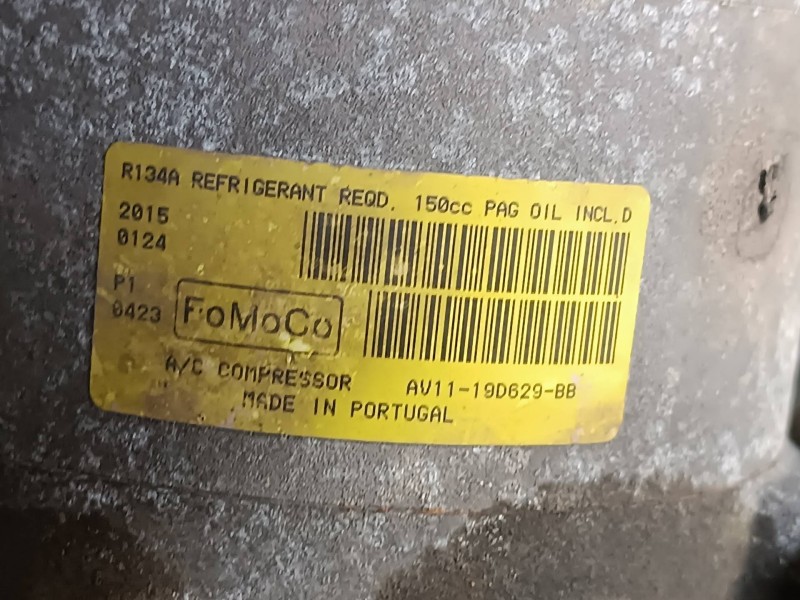 R134A REFRIGERANT REQD. 150cc PAG OIL INCL.D
2015
0124
P1
0423
FoMoCo
A/C COMPRESSOR AV11-19D629-BB
MADE IN PORTUGAL